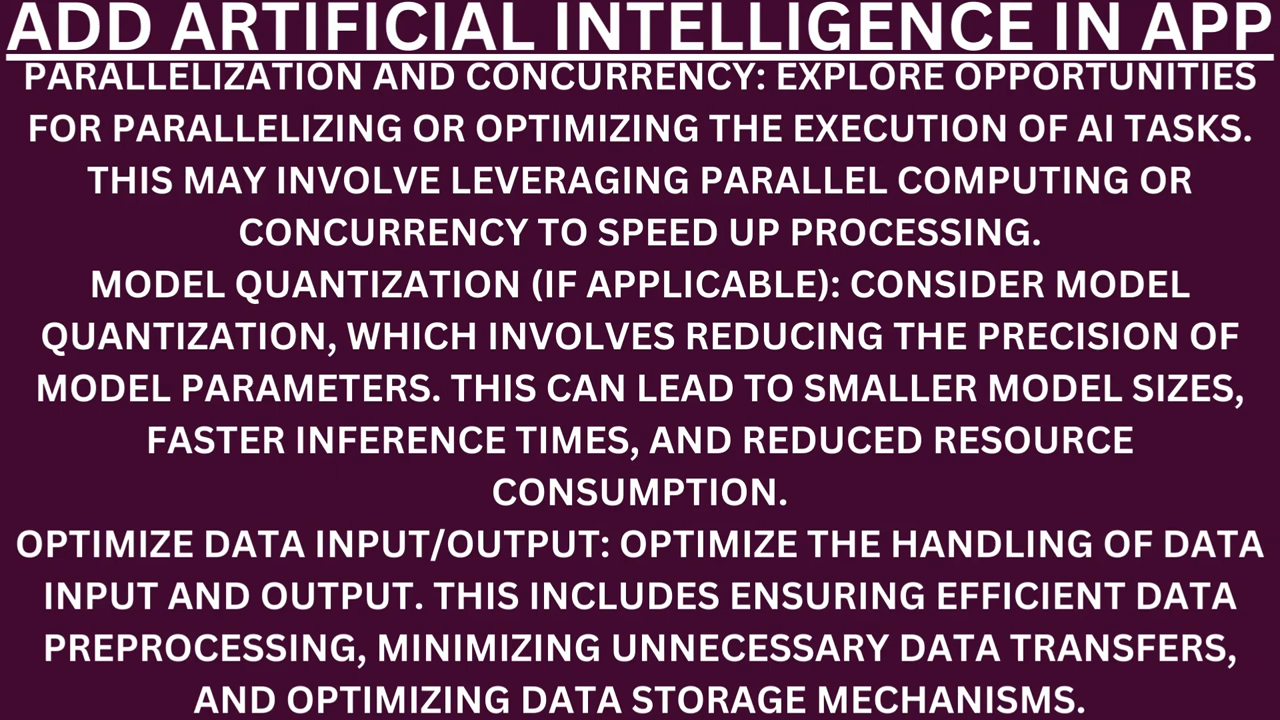 ADD ARTIFICIAL INTELLIGENCE IN APP
PARALLELIZATION AND CONCURRENCY: EXPLORE OPPORTUNITIES
FOR PARALLELIZING OR OPTIMIZING THE EXECUTION OF AI TASKS.
THIS MAY INVOLVE LEVERAGING PARALLEL COMPUTING OR
CONCURRENCY TO SPEED UP PROCESSING.
MODEL QUANTIZATION (IF APPLICABLE): CONSIDER MODEL
QUANTIZATION, WHICH INVOLVES REDUCING THE PRECISION OF
MODEL PARAMETERS. THIS CAN LEAD TO SMALLER MODEL SIZES,
FASTER INFERENCE TIMES, AND REDUCED RESOURCE
CONSUMPTION.
OPTIMIZE DATA INPUT/OUTPUT: OPTIMIZE THE HANDLING OF DATA
INPUT AND OUTPUT. THIS INCLUDES ENSURING EFFICIENT DATA
PREPROCESSING, MINIMIZING UNNECESSARY DATA TRANSFERS,
AND OPTIMIZING DATA STORAGE MECHANISMS.